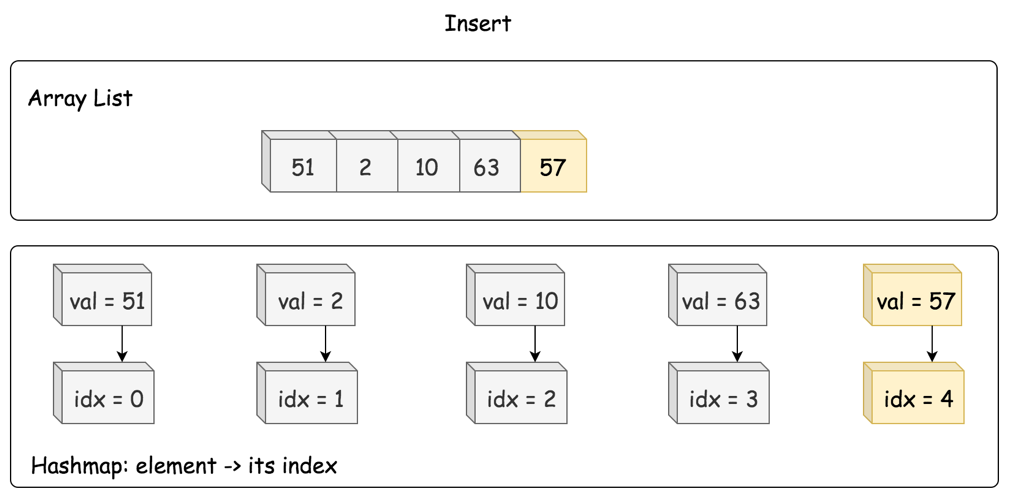 Insert
Array List
51 2 10 63 57
val = 51 val = 2 val = 10 val = 63 val = 57
idx = 0 idx = 1 idx = 2 idx = 3 idx = 4
Hashmap: element -> its index